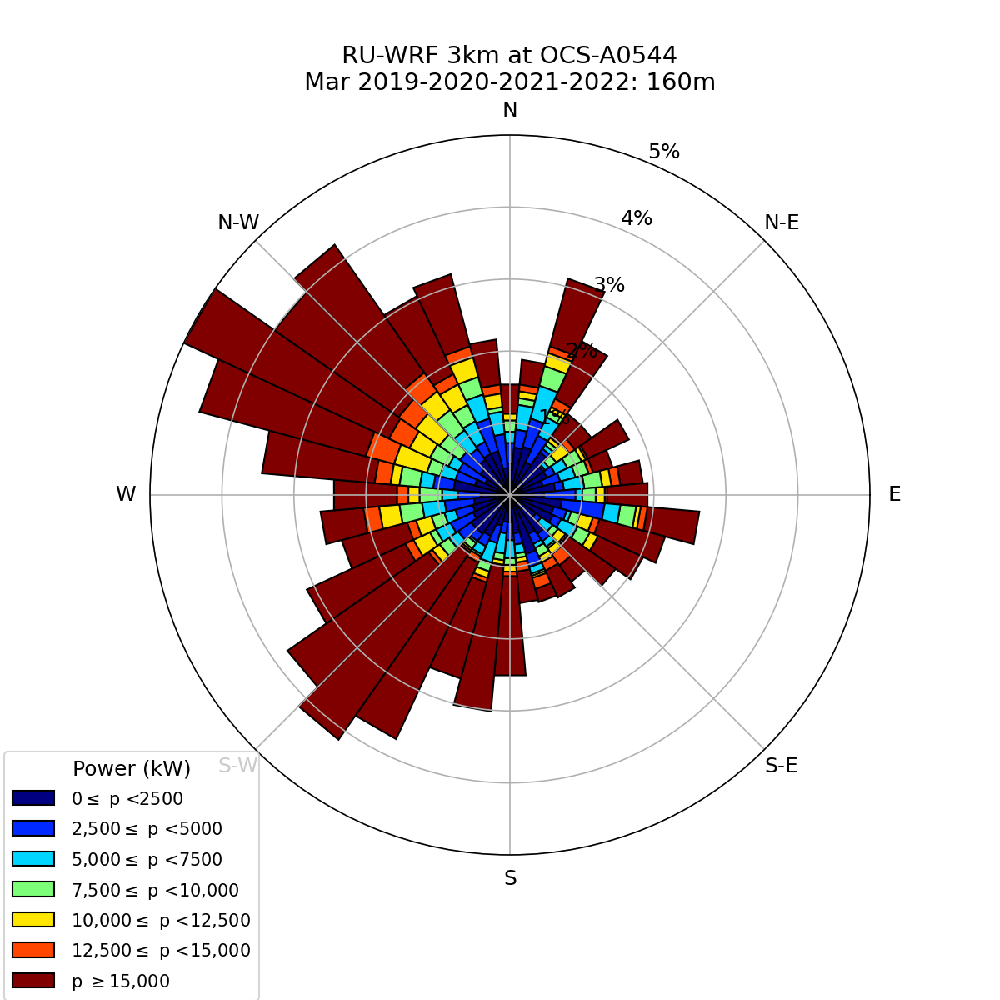 RU-WRF 3km at OCS-A0544
Mar 2019-2020-2021-2022: 160m
N
5%
4%
N-W
N-E
3%
2%
1%
W
E
S-W
S-E
S
Power (kW)
0≤ p <2500
2,500≤ p <5000
5,000≤ p <7500
7,500≤ p <10,000
10,000≤ p <12,500
12,500≤ p <15,000
p ≥15,000